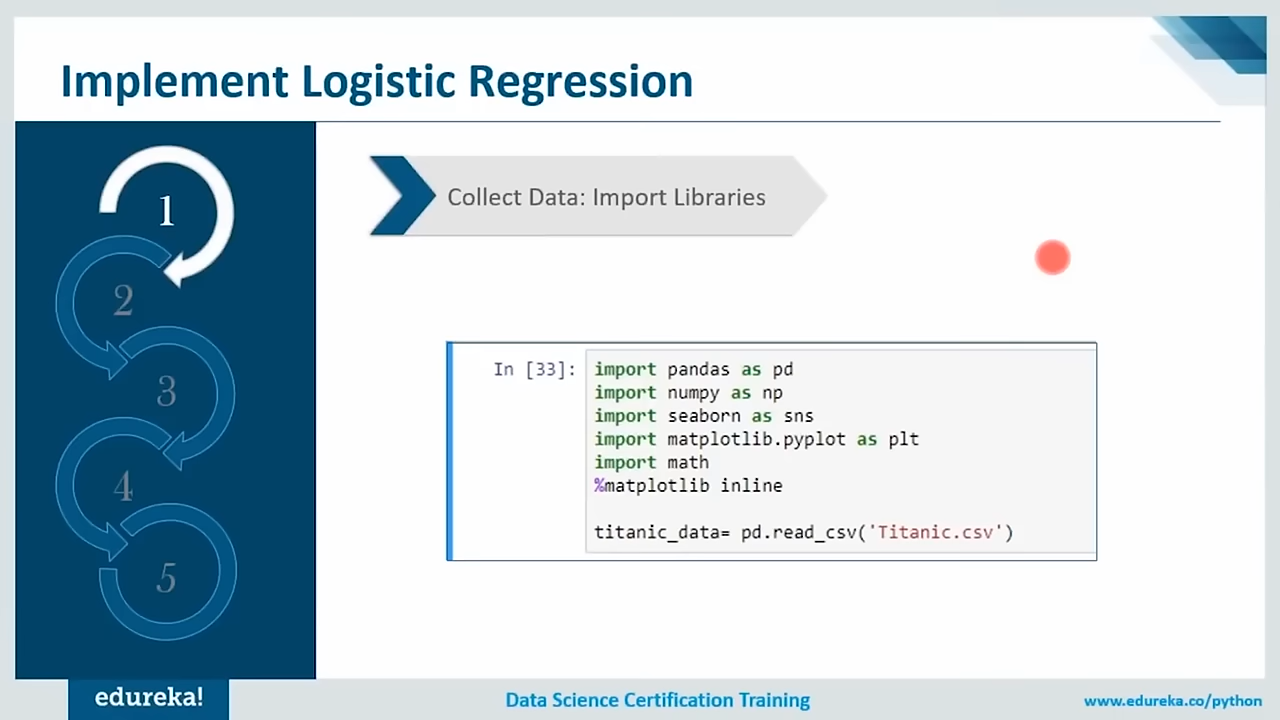 Implement Logistic Regression
1
2
3
4
5
Collect Data: Import Libraries
In [33]:
import pandas as pd
import numpy as np
import seaborn as sns
import matplotlib.pyplot as plt
import math
%matplotlib inline
titanic_data= pd.read_csv('Titanic.csv')
edureka!
Data Science Certification Training
www.edureka.co/python